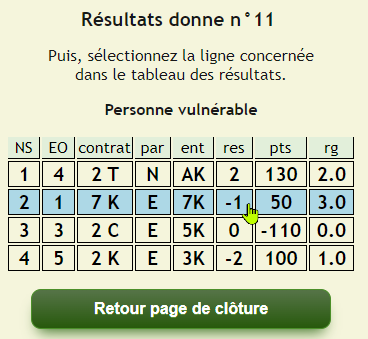 Résultats donne n°11
Puis, sélectionnez la ligne concernée
dans le tableau des résultats.
Personne vulnérable
NS EO contrat par ent res pts rg
1 4 2 T N AK 2 130 2.0
2 1 7 K E 7K -1 50 3.0
3 3 2 C E 5K 0 -110 0.0
4 5 2 K E 3K -2 100 1.0
Retour page de clôture